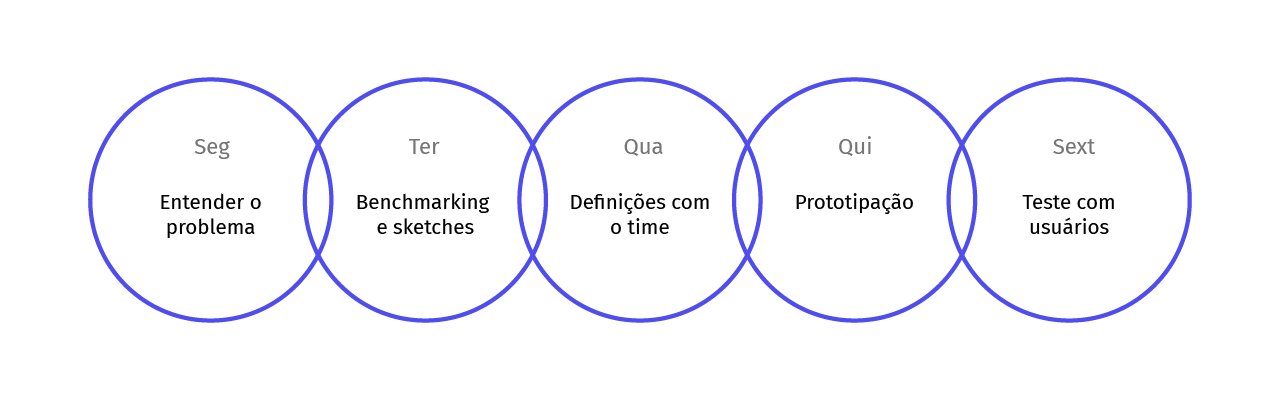 Seg
Entender o
problema
Ter
Benchmarking
e sketches
Qua
Definições com
o time
Qui
Prototipação
Sext
Teste com
usuários